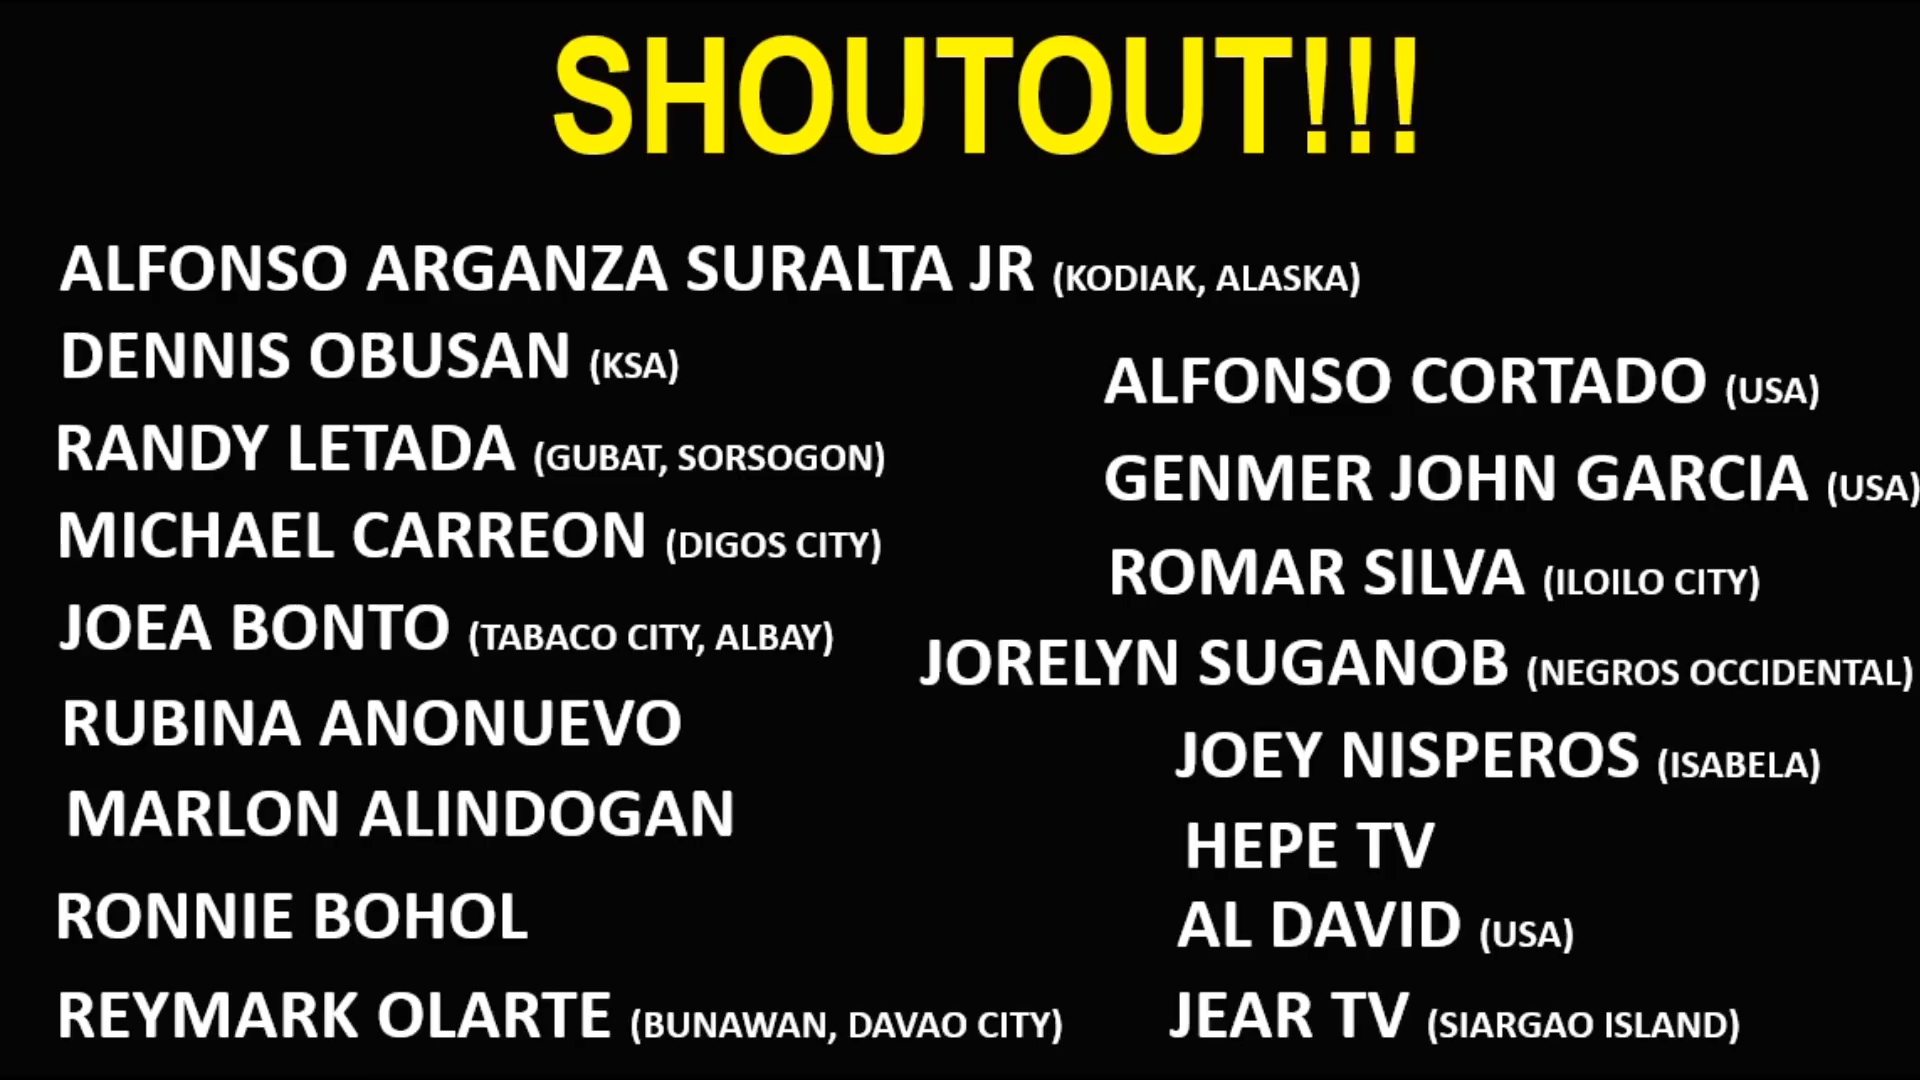 SHOUTOUT!!!
ALFONSO ARGANZA SURALTA JR (KODIAK, ALASKA)
DENNIS OBUSAN (KSA)
RANDY LETADA (GUBAT, SORSOGON)
MICHAEL CARREON (DIGOS CITY)
JOEA BONTO (TABACO CITY, ALBAY)
RUBINA ANONUEVO
MARLON ALINDOGAN
RONNIE BOHOL
REYMARK OLARTE (BUNAWAN, DAVAO CITY)
ALFONSO CORTADO (USA)
GENMER JOHN GARCIA (USA)
ROMAR SILVA (ILOILO CITY)
JORELYN SUGANOB (NEGROS OCCIDENTAL)
JOEY NISPEROS (ISABELA)
HEPE TV
AL DAVID (USA)
JEAR TV (SIARGAO ISLAND)